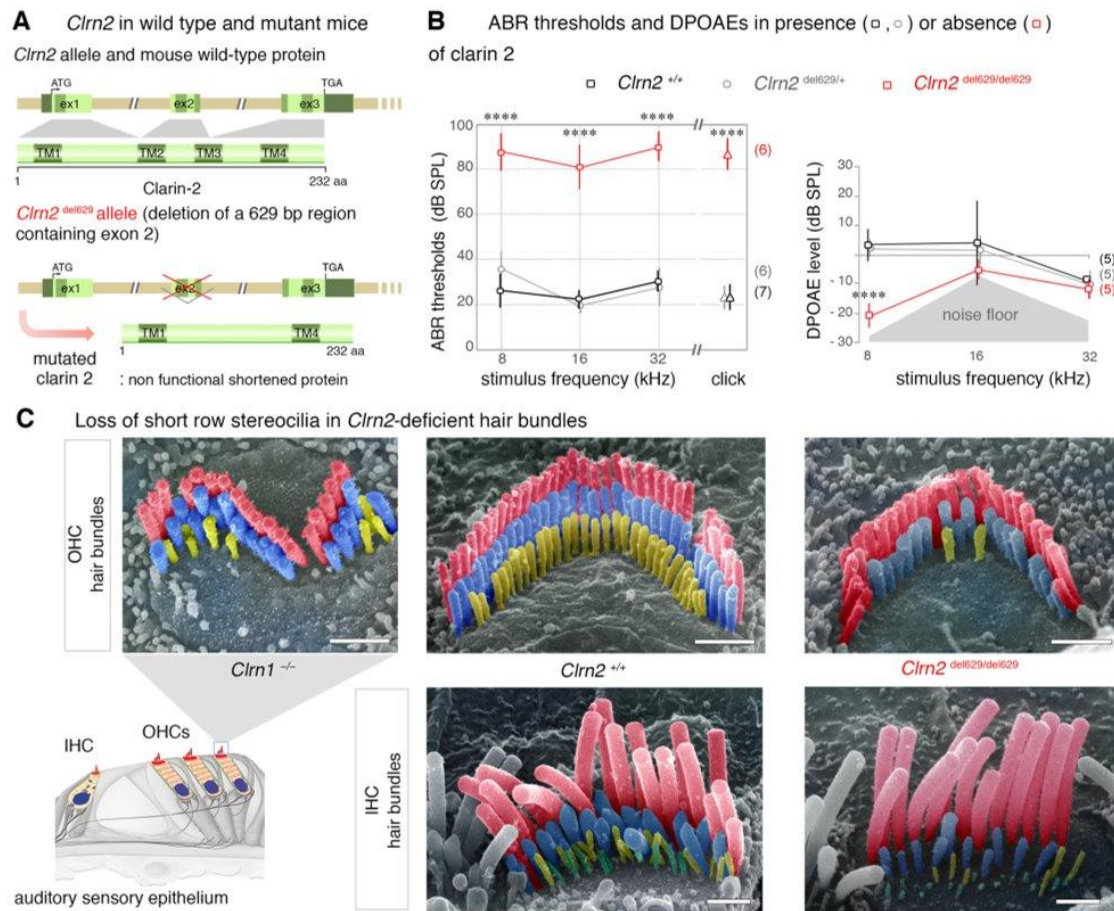 A Clrn2 in wild type and mutant mice
Clrn2 allele and mouse wild-type protein
ATG TGA
ex1 // ex2 // ex3
TM1 TM2 TM3 TM4
1 232 aa
Clarin-2
Clrn2 del629 allele (deletion of a 629 bp region
containing exon 2)
ATG TGA
ex1 // ex2 // ex3
TM1 TM4
1 232 aa
mutated
clarin 2 : non functional shortened protein
B ABR thresholds and DPOAEs in presence (□, ○) or absence (□)
of clarin 2
Clrn2 +/+ Clrn2 del629/+ Clrn2 del629/del629
ABR thresholds (dB SPL)
100
80
60
40
20
0
**** **** **** ****
(6)
(6)
(7)
8 16 32
stimulus frequency (kHz) click
DPOAE level (dB SPL)
30
20
10
- 10
- 20
- 30
****
noise floor
(5)
(5)
(5)
8 16 32
stimulus frequency (kHz)
C Loss of short row stereocilia in Clrn2-deficient hair bundles
OHC
hair bundles
Clrn1 –/– Clrn2 +/+ Clrn2 del629/del629
IHC OHCs
IHC
hair bundles
auditory sensory epithelium